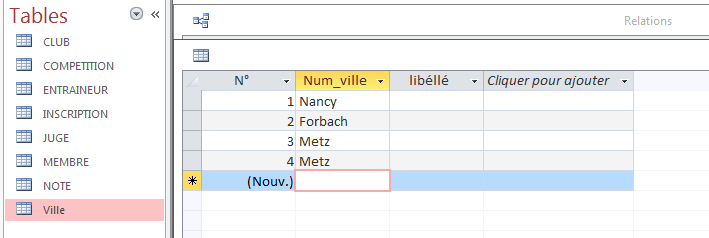 Tables
CLUB
COMPETITION
ENTRAINEUR
INSCRIPTION
JUGE
MEMBRE
NOTE
Ville
Relations
N° Num_ville libéllé Cliquer pour ajouter
1 Nancy
2 Forbach
3 Metz
4 Metz
(Nouv.)